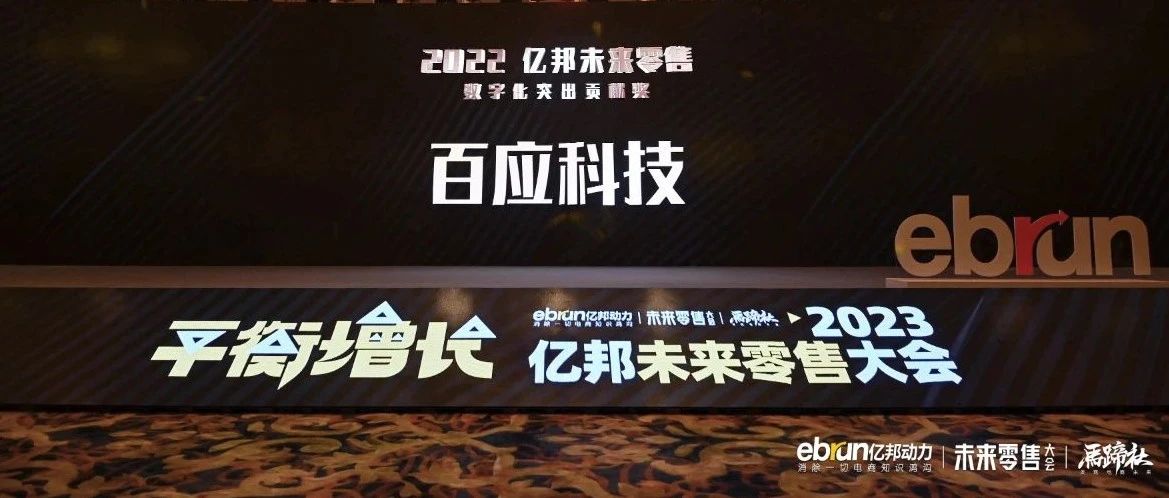 2022 亿邦未来零售
数字化突出贡献奖
百应科技
ebrun
平衡增长
ebrun亿邦动力 | 未来零售大会 | 馬蹄社
消除一切电商知识鸿沟
2023
亿邦未来零售大会
ebrun亿邦动力 | 未来零售大会 | 馬蹄社
消除一切电商知识鸿沟